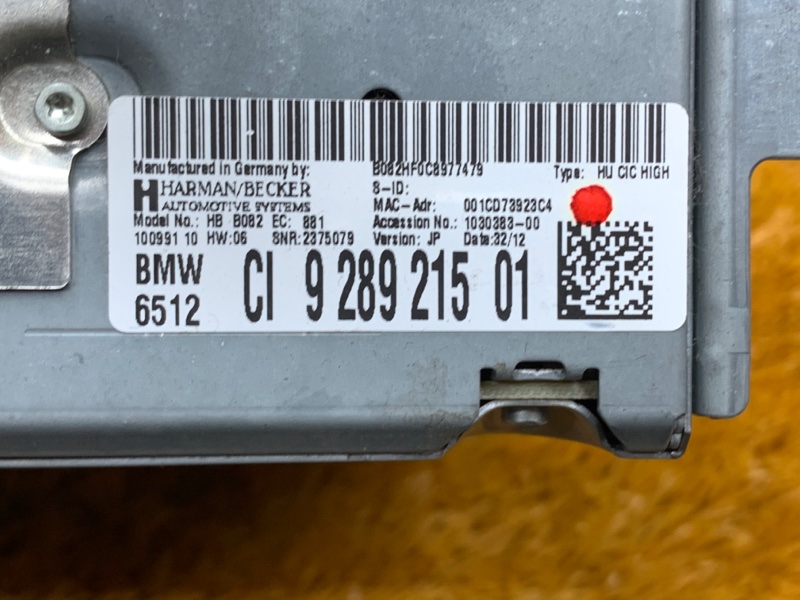 Manufactured in Germany by: B082HF0C8977479 Type: HU CIC HIGH
HARMAN/BECKER S-ID:
AUTOMOTIVE SYSTEMS MAC-Adr: 001CD73923C4
Model No.: HB B082 EC: 881 Accession No.: 1030383-00
100991 10 HW:06 SNR:2375079 Version: JP Data:32/12
BMW
6512 CI 9 289 215 01